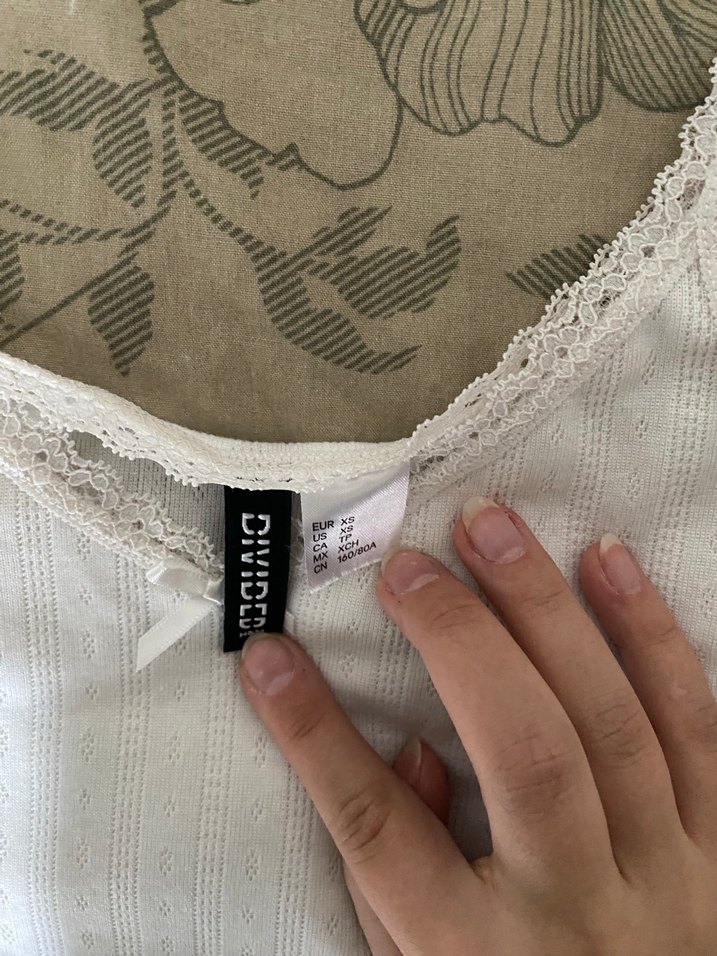 DIVIDED
EUR XS
US XS
CA TP
MX XCH
CN 160/80A